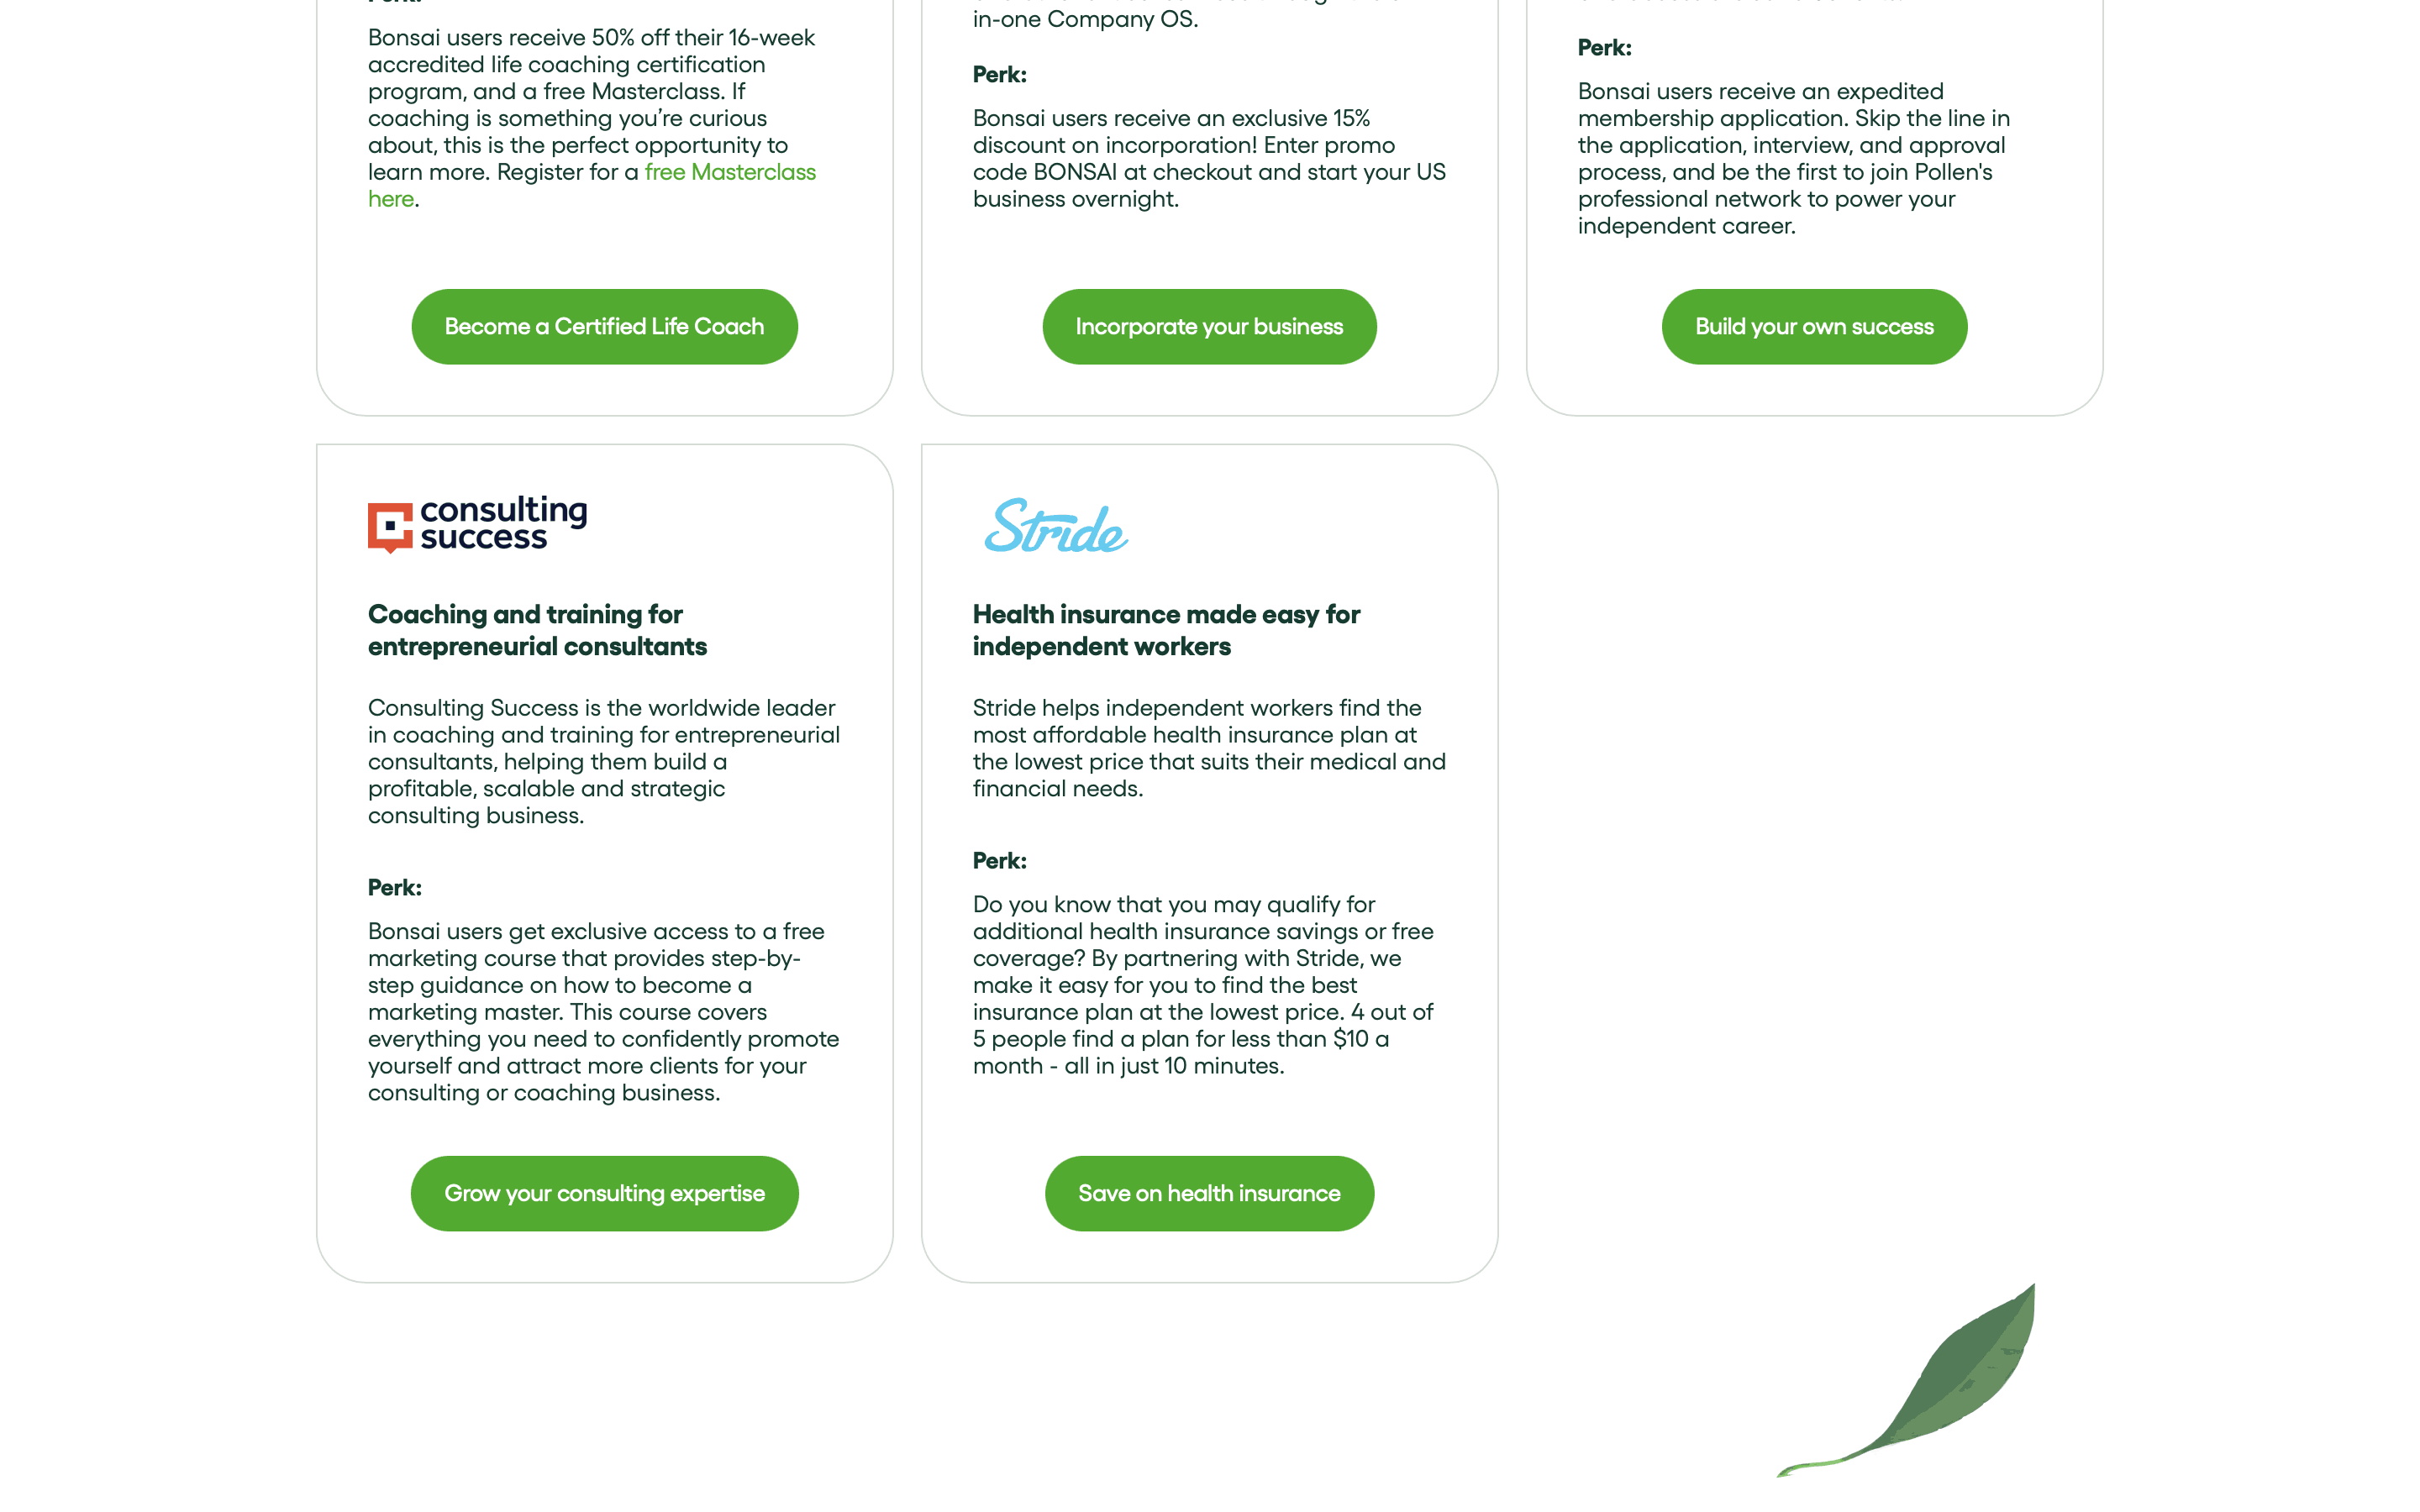 Bonsai users receive 50% off their 16-week
accredited life coaching certification
program, and a free Masterclass. If
coaching is something you’re curious
about, this is the perfect opportunity to
learn more. Register for a free Masterclass
here.
Become a Certified Life Coach
in-one Company OS.
Perk:
Bonsai users receive an exclusive 15%
discount on incorporation! Enter promo
code BONSAI at checkout and start your US
business overnight.
Incorporate your business
Perk:
Bonsai users receive an expedited
membership application. Skip the line in
the application, interview, and approval
process, and be the first to join Pollen's
professional network to power your
independent career.
Build your own success
consulting
success
Coaching and training for
entrepreneurial consultants
Consulting Success is the worldwide leader
in coaching and training for entrepreneurial
consultants, helping them build a
profitable, scalable and strategic
consulting business.
Perk:
Bonsai users get exclusive access to a free
marketing course that provides step-by-
step guidance on how to become a
marketing master. This course covers
everything you need to confidently promote
yourself and attract more clients for your
consulting or coaching business.
Grow your consulting expertise
Stride
Health insurance made easy for
independent workers
Stride helps independent workers find the
most affordable health insurance plan at
the lowest price that suits their medical and
financial needs.
Perk:
Do you know that you may qualify for
additional health insurance savings or free
coverage? By partnering with Stride, we
make it easy for you to find the best
insurance plan at the lowest price. 4 out of
5 people find a plan for less than $10 a
month - all in just 10 minutes.
Save on health insurance